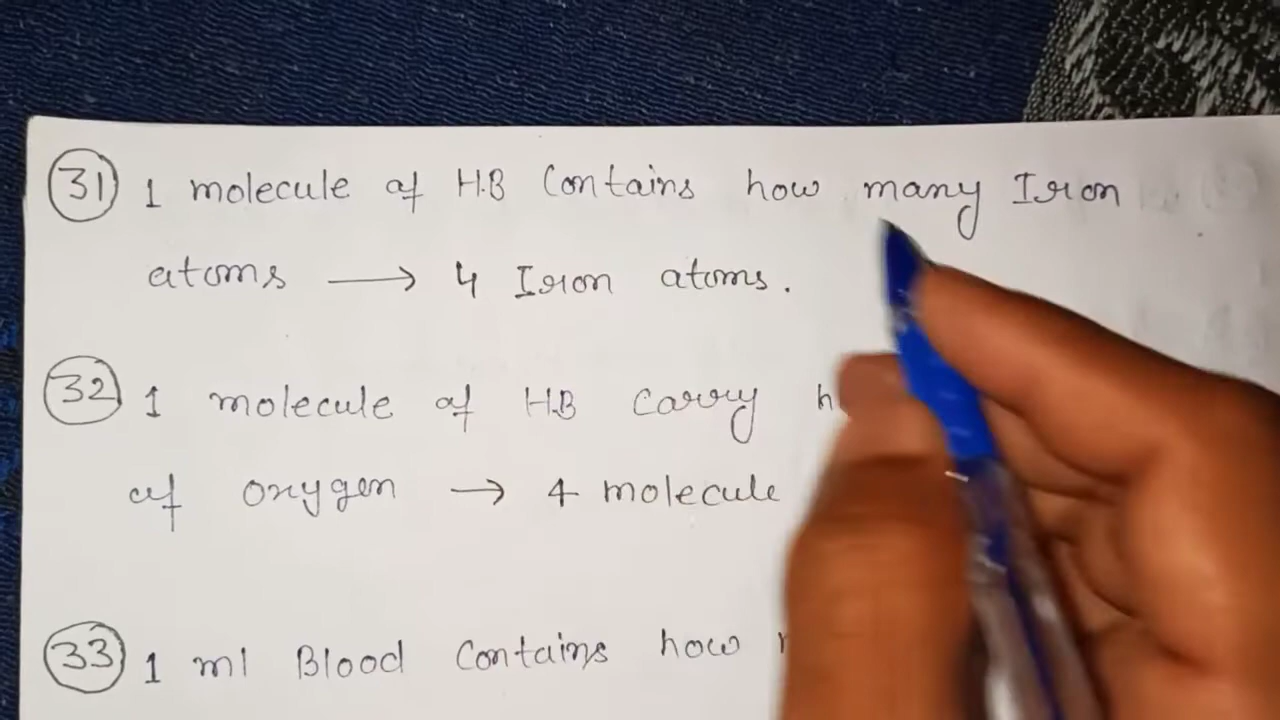 31 1 molecule of H.B Contains how many Iron
atoms → 4 Iron atoms.
32 1 molecule of H.B Carry
of oxygen → 4 molecule
33 1 ml Blood Contains how